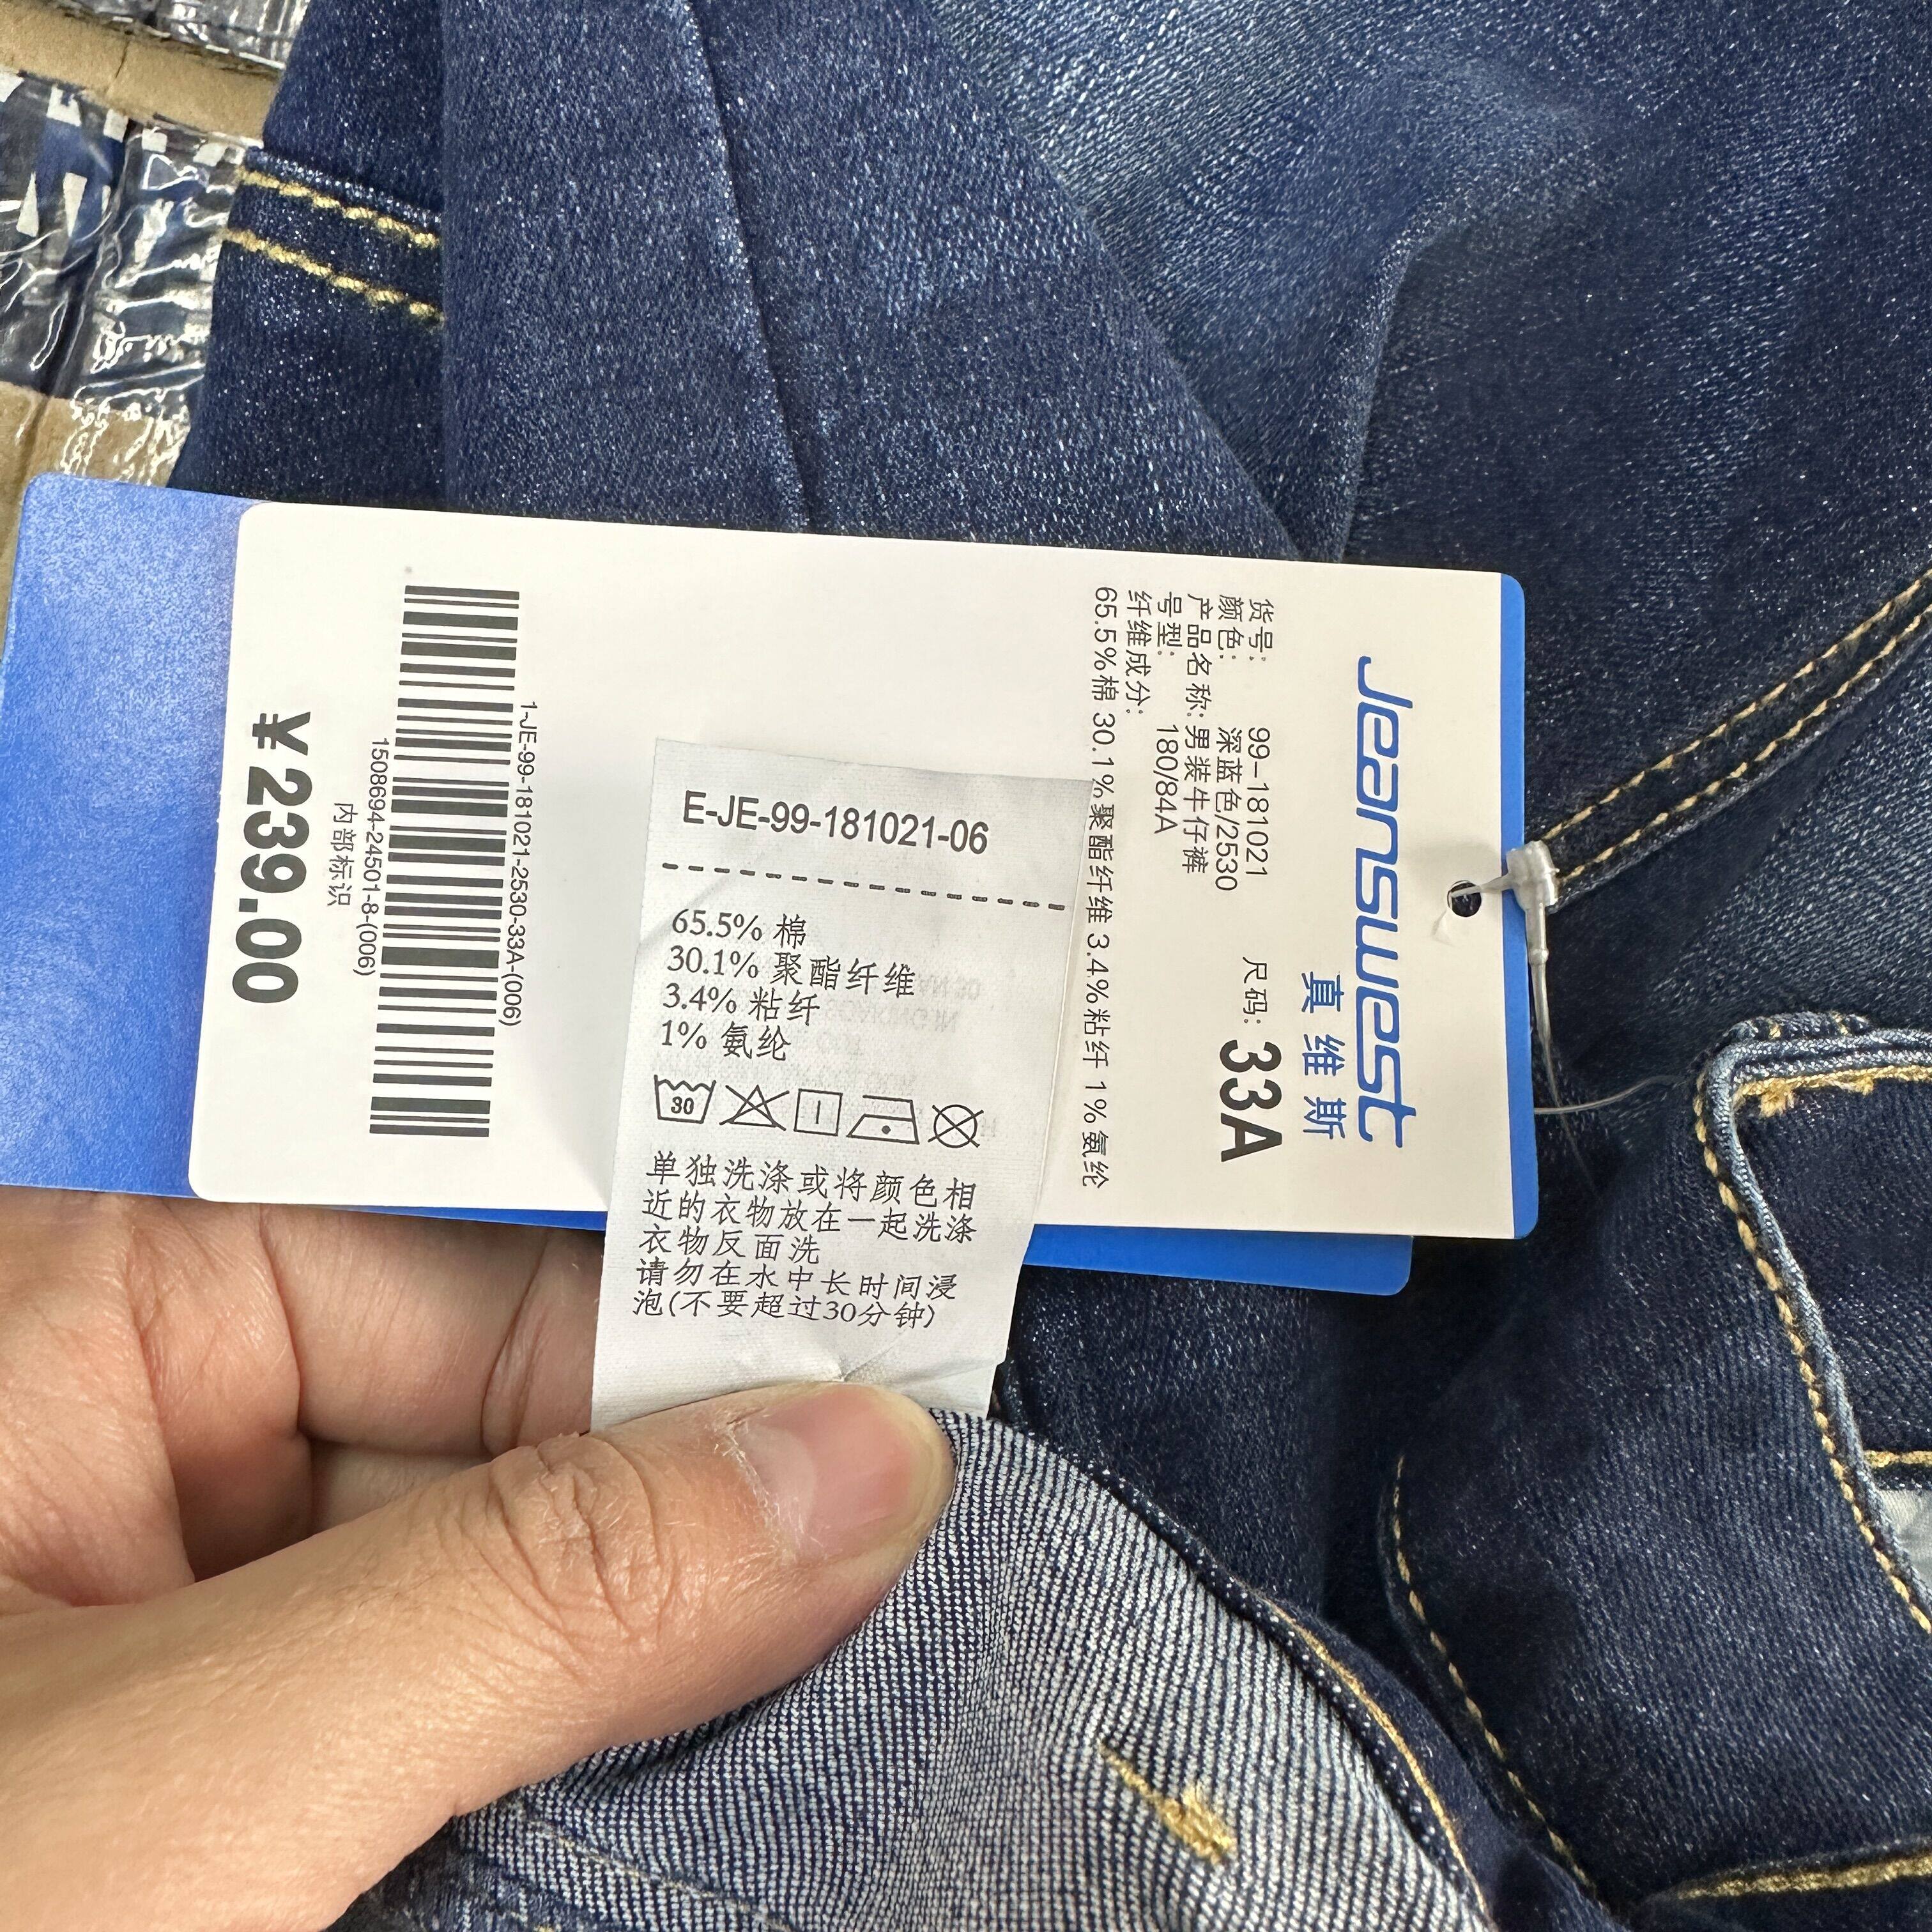 Jeanswest
真维斯
货号: 99-181021
颜色: 深蓝色/2530
尺码: 33A
产品名称: 男装牛仔裤
号型: 180/84A
纤维成分:
65.5%棉 30.1%聚酯纤维 3.4%粘纤 1%氨纶
1-JE-99-181021-2530-33A-(006)
1508694-24501-8-(006)
内部标识
¥239.00
E-JE-99-181021-06
65.5% 棉
30.1% 聚酯纤维
3.4% 粘纤
1% 氨纶
30
单独洗涤或将颜色相
近的衣物放在一起洗涤
衣物反面洗
请勿在水中长时间浸
泡(不要超过30分钟)